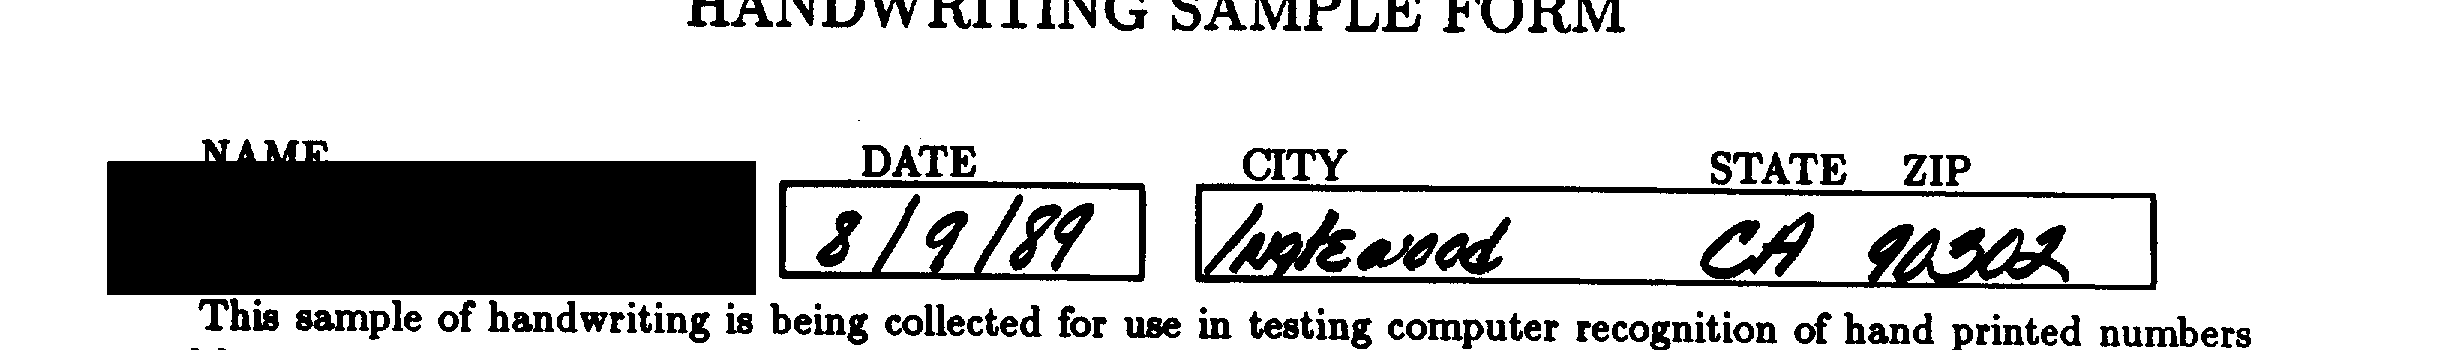 HANDWRITING SAMPLE FORM
NAME DATE CITY STATE ZIP
8/9/89 Inglewood CA 90302
This sample of handwriting is being collected for use in testing computer recognition of hand printed numbers